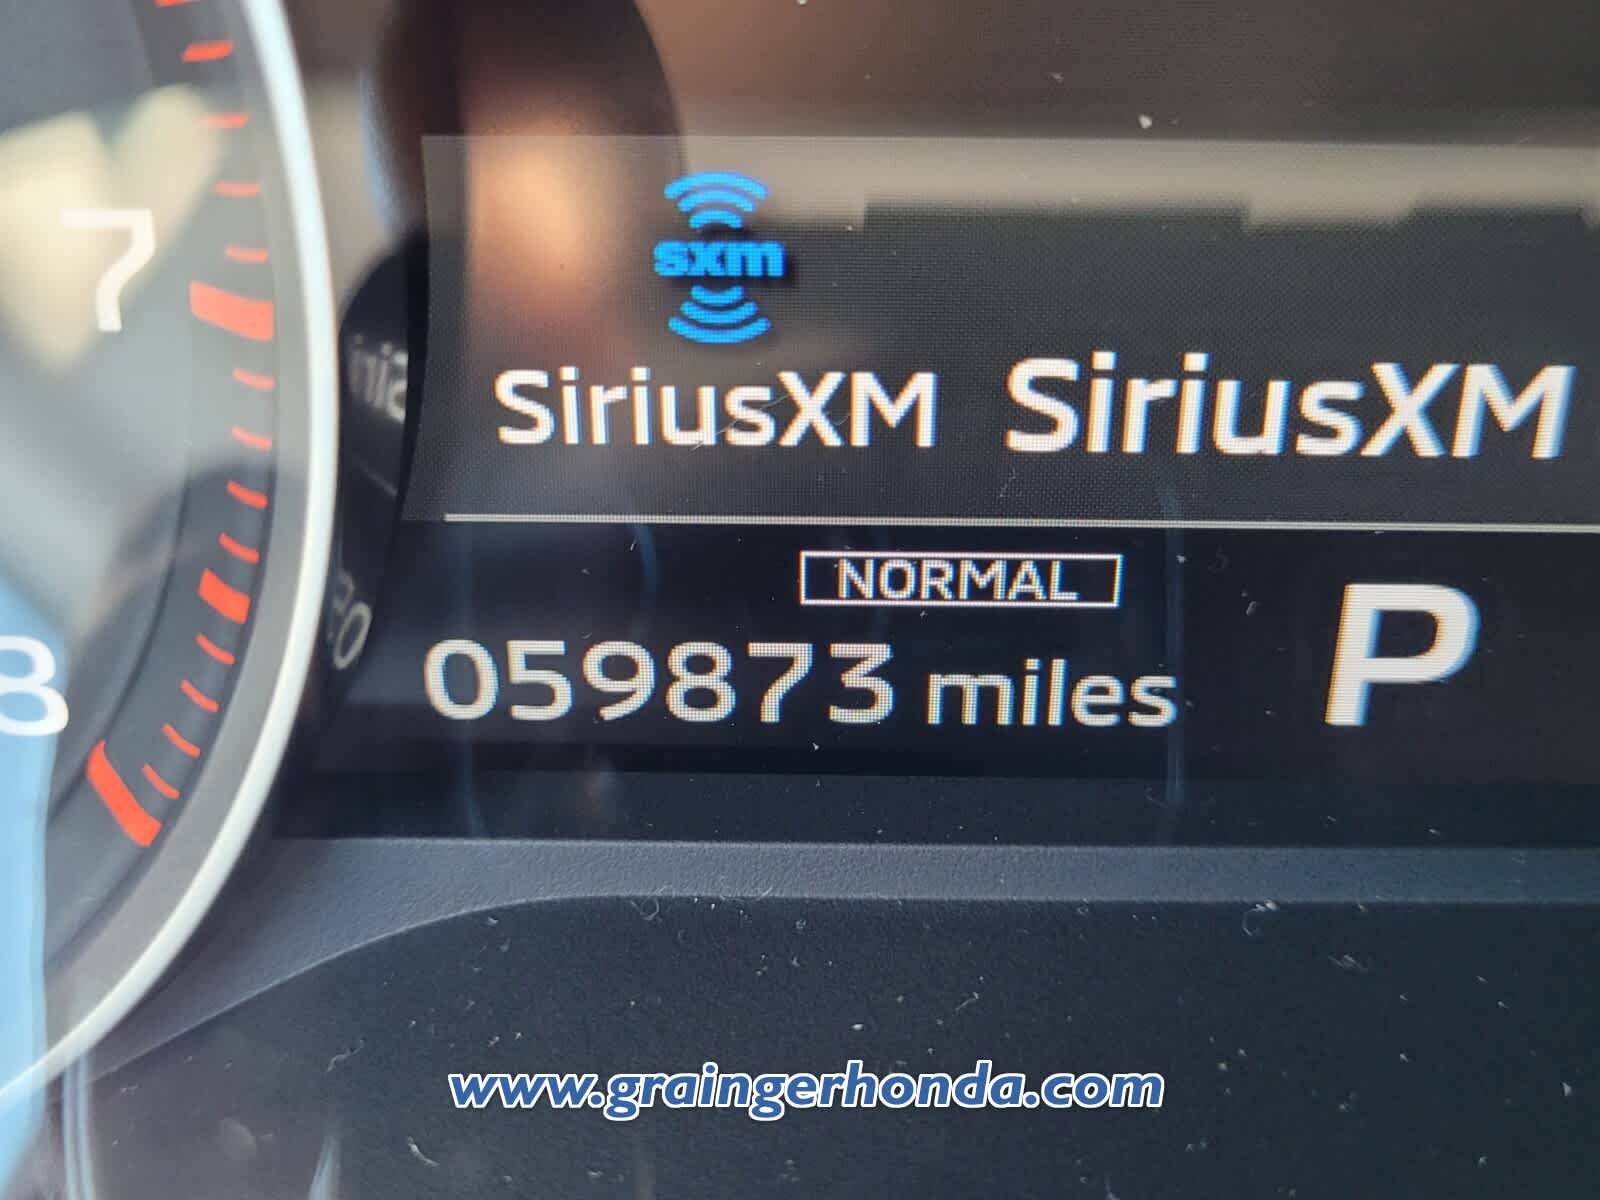 7
sxm
SiriusXM SiriusXM
NORMAL
059873 miles
P
8
www.graingerhonda.com